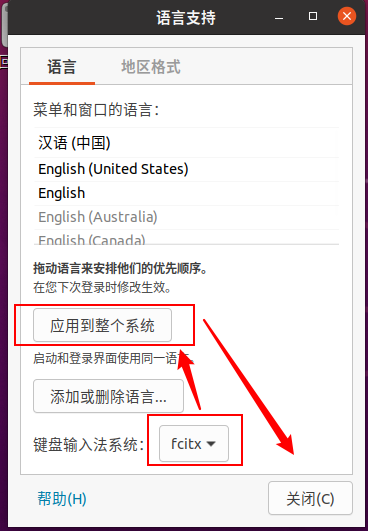 语言支持
语言
地区格式
菜单和窗口的语言：
汉语 (中国)
English (United States)
English
English (Australia)
English (Canada)
拖动语言来安排他们的优先顺序。
在您下次登录时修改生效。
应用到整个系统
启动和登录界面使用同一语言。
添加或删除语言...
键盘输入法系统：
fcitx
帮助(H)
关闭(C)